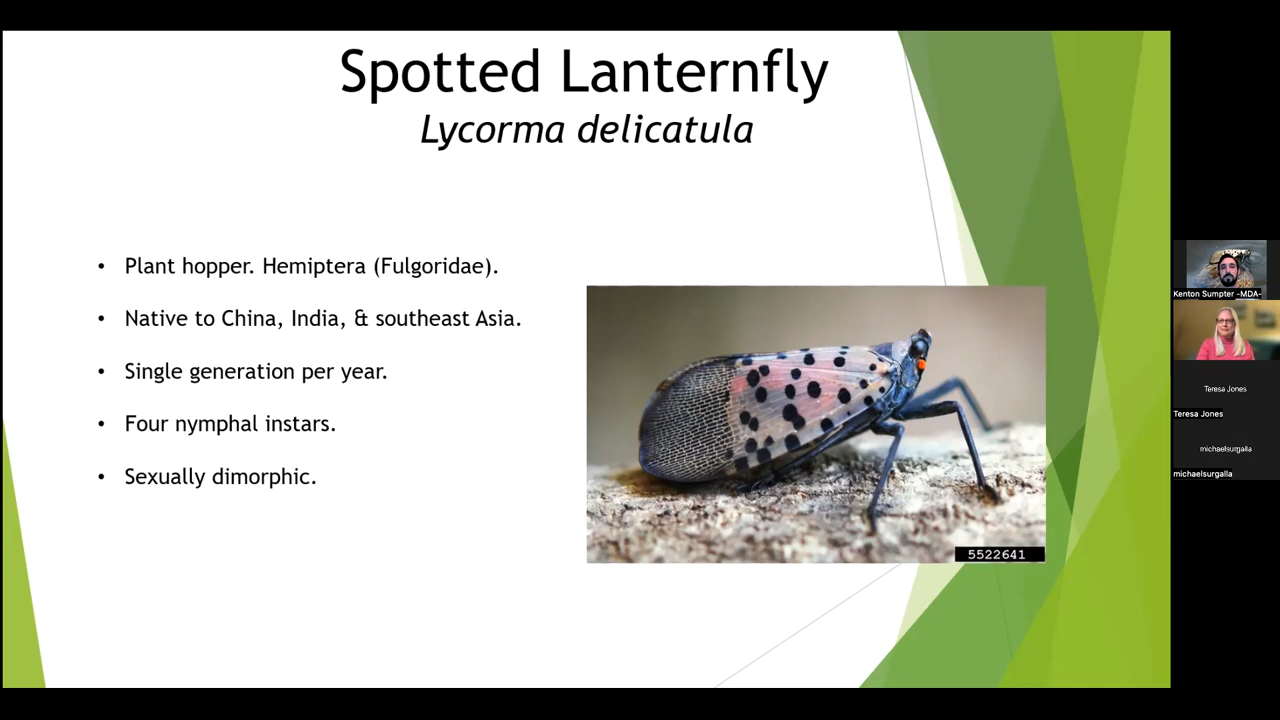 Spotted Lanternfly
Lycorma delicatula
• Plant hopper. Hemiptera (Fulgoridae).
• Native to China, India, & southeast Asia.
• Single generation per year.
• Four nymphal instars.
• Sexually dimorphic.
5522641
Kenton Sumpter -MDA-
Teresa Jones
Teresa Jones
michaelsurgalla
michaelsurgalla